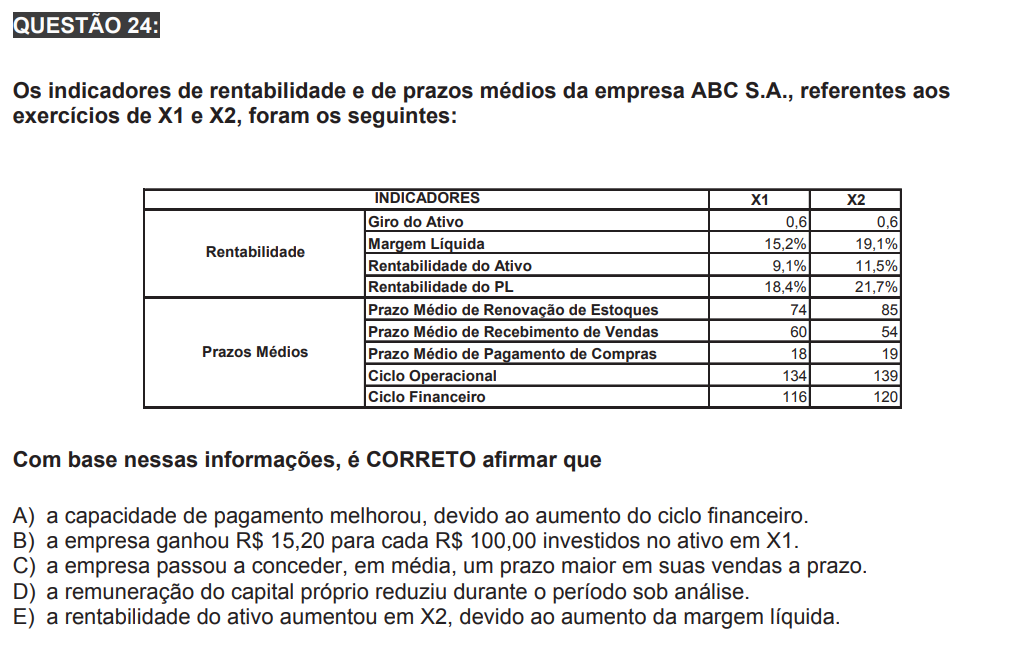 QUESTÃO 24:
Os indicadores de rentabilidade e de prazos médios da empresa ABC S.A., referentes aos
exercícios de X1 e X2, foram os seguintes:
INDICADORES X1 X2
Rentabilidade
Giro do Ativo 0,6 0,6
Margem Líquida 15,2% 19,1%
Rentabilidade do Ativo 9,1% 11,5%
Rentabilidade do PL 18,4% 21,7%
Prazos Médios
Prazo Médio de Renovação de Estoques 74 85
Prazo Médio de Recebimento de Vendas 60 54
Prazo Médio de Pagamento de Compras 18 19
Ciclo Operacional 134 139
Ciclo Financeiro 116 120
Com base nessas informações, é CORRETO afirmar que
A) a capacidade de pagamento melhorou, devido ao aumento do ciclo financeiro.
B) a empresa ganhou R$ 15,20 para cada R$ 100,00 investidos no ativo em X1.
C) a empresa passou a conceder, em média, um prazo maior em suas vendas a prazo.
D) a remuneração do capital próprio reduziu durante o período sob análise.
E) a rentabilidade do ativo aumentou em X2, devido ao aumento da margem líquida.